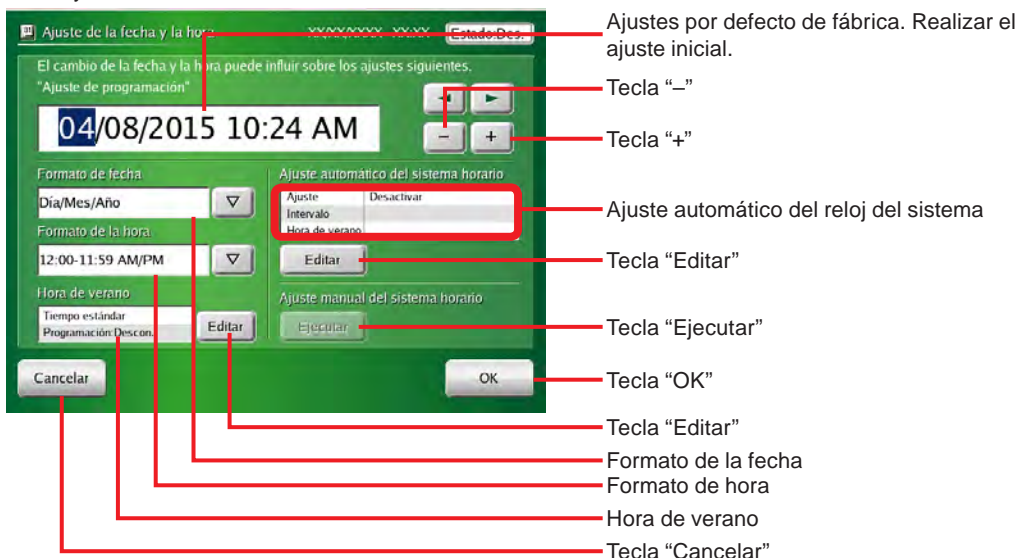 Ajuste de la fecha y la hora
XX/XX/XXXX XX:XX
Estado:Des.
El cambio de la fecha y la hora puede influir sobre los ajustes siguientes.
"Ajuste de programación"
04/08/2015 10:24 AM
◄ ►
– +
Formato de fecha
Día/Mes/Año
Formato de la hora
12:00-11:59 AM/PM
Hora de verano
Tiempo estándar
Programación:Descon.
Editar
Ajuste automático del sistema horario
Ajuste Desactivar
Intervalo
Hora de verano
Editar
Ajuste manual del sistema horario
Ejecutar
Cancelar
OK
Ajustes por defecto de fábrica. Realizar el
ajuste inicial.
Tecla “–”
Tecla “+”
Ajuste automático del reloj del sistema
Tecla “Editar”
Tecla “Ejecutar”
Tecla “OK”
Tecla “Editar”
Formato de la fecha
Formato de hora
Hora de verano
Tecla “Cancelar”